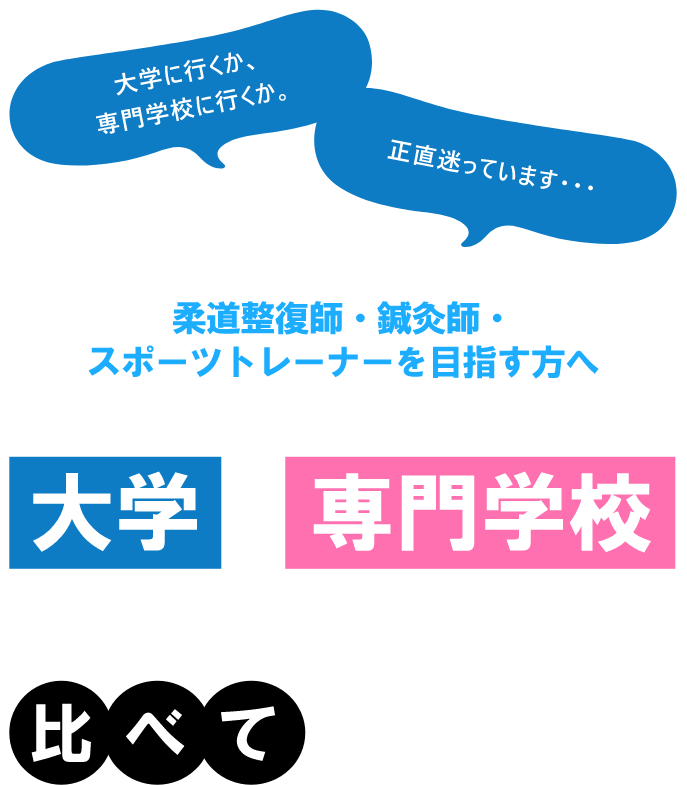 大学に行くか、
専門学校に行くか。
正直迷っています・・・
柔道整復師・鍼灸師・
スポーツトレーナーを目指す方へ
大学 専門学校
比べて